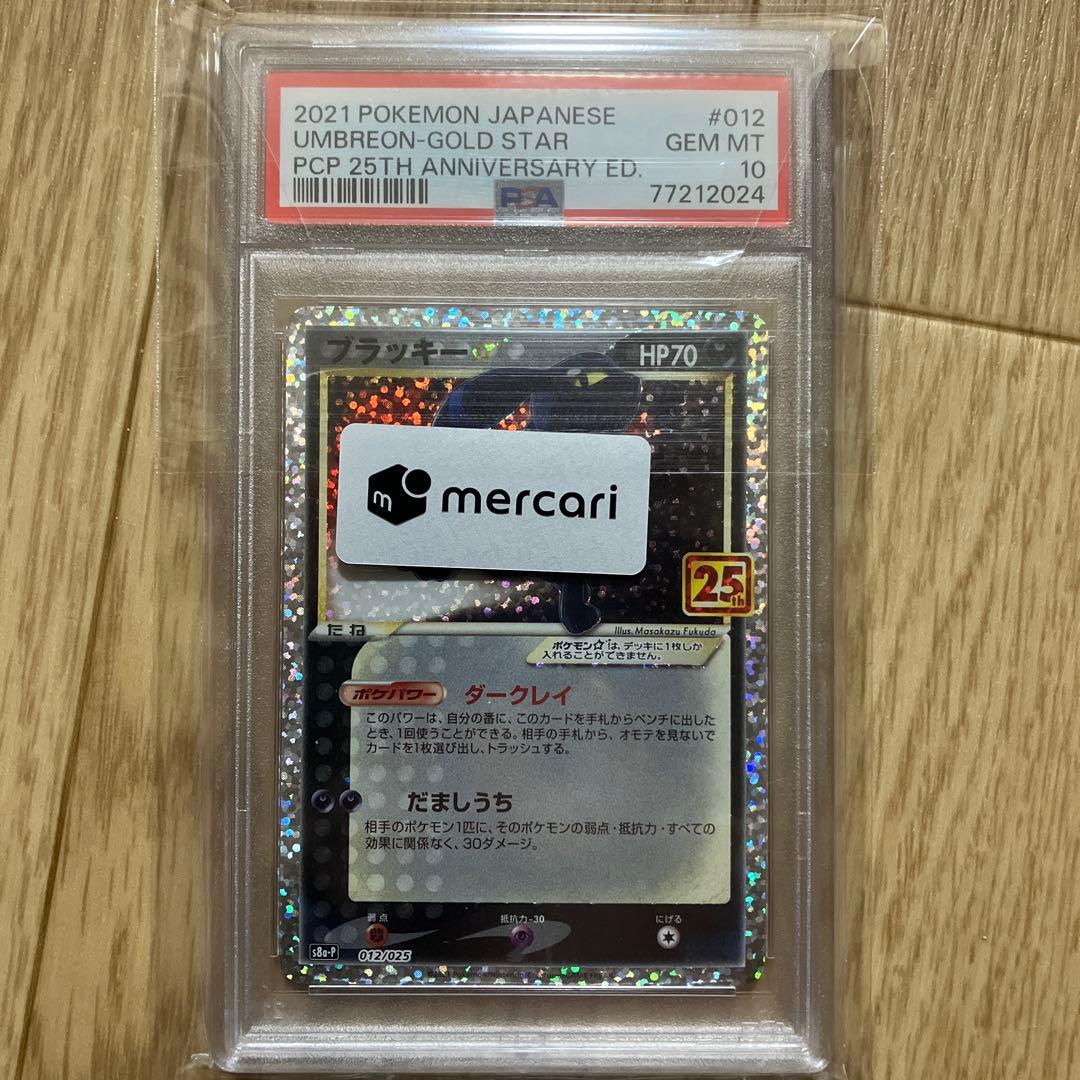 2021 POKEMON JAPANESE #012
UMBREON-GOLD STAR GEM MT
PCP 25TH ANNIVERSARY ED. 10
PSA 77212024
ブラッキー HP70
m mercari
25th
たね
Illus. Masakazu Fukuda
ポケモン☆は、デッキに1枚しか
入れることができません。
ポケパワー ダークレイ
このパワーは、自分の番に、このカードを手札からベンチに出した
とき、1回使うことができる。相手の手札から、オモテを見ないで
カードを1枚選び出し、トラッシュする。
だましうち
相手のポケモン1匹に、そのポケモンの弱点・抵抗力・すべての
効果に関係なく、30ダメージ。
弱点 抵抗力-30 にげる
s8a-P 012/025